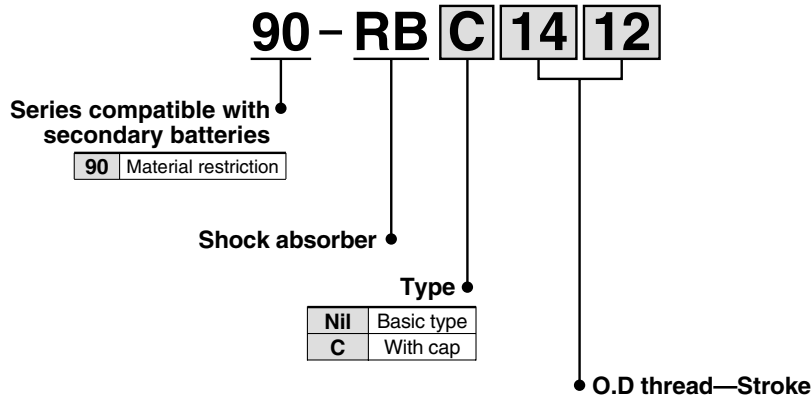 90-RB C 14 12
Series compatible with
secondary batteries
90 Material restriction
Shock absorber
Type
Nil Basic type
C With cap
O.D thread—Stroke